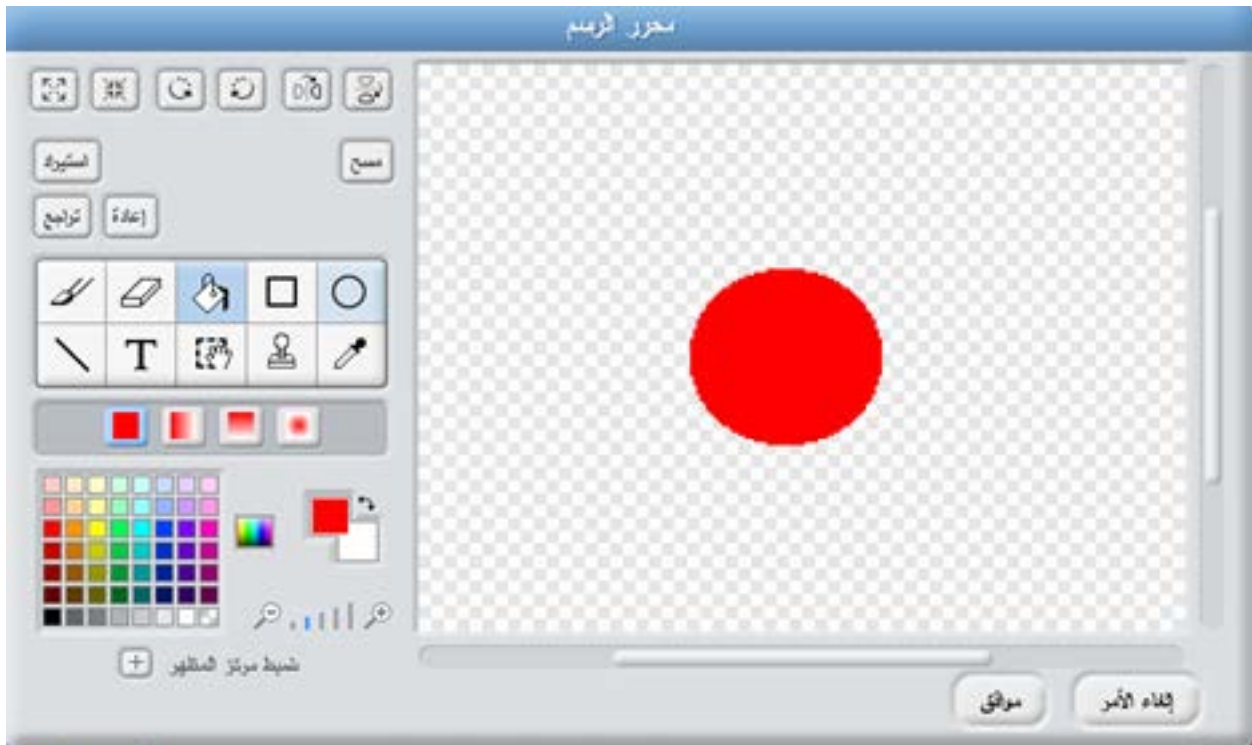 محرر الرسم
استيراد
مسح
تراجع
إعادة
T
ضبط مركز المظهر
موافق
إلغاء الأمر